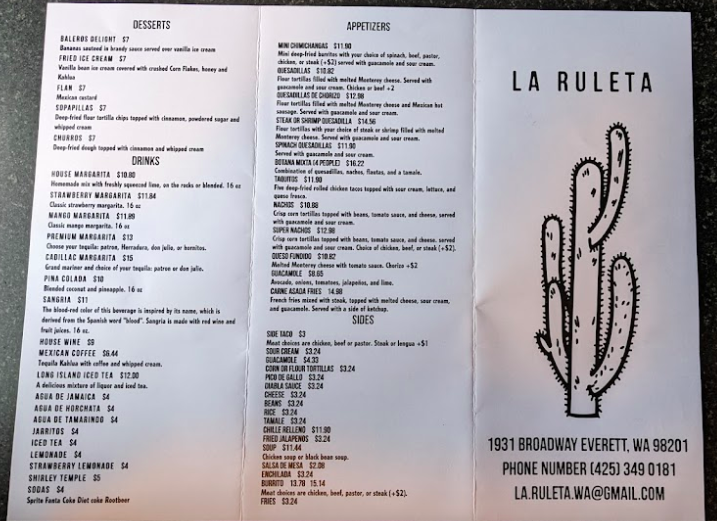 DESSERTS
BALEROS DELIGHT $7
Bananas sauteed in brandy sauce served over vanilla ice cream
FRIED ICE CREAM $7
Vanilla bean ice cream covered with crushed Corn Flakes, honey and
Kahlua
FLAN $7
Mexican custard
SOPAPILLAS $7
Deep-fried flour tortilla chips topped with cinnamon, powdered sugar and
whipped cream
CHURROS $7
Deep-fried dough topped with cinnamon and whipped cream
DRINKS
HOUSE MARGARITA $10.80
Homemade mix with freshly squeezed lime, on the rocks or blended. 16 oz
STRAWBERRY MARGARITA $11.84
Classic strawberry margarita. 16 oz
MANGO MARGARITA $11.89
Classic mango margarita. 16 oz
PREMIUM MARGARITA $13
Choose your tequila: patron, Herradura, don julio, or hornitos.
CADILLAC MARGARITA $15
Grand mariner and choice of your tequila: patron or don julio.
PINA COLADA $10
Blended coconut and pineapple. 16 oz
SANGRIA $11
The blood-red color of this beverage is inspired by its name, which is
derived from the Spanish word "blood". Sangria is made with red wine and
fruit juices. 16 oz.
HOUSE WINE $9
MEXICAN COFFEE $6.44
Tequila Kahlua with coffee and whipped cream.
LONG ISLAND ICED TEA $12.00
A delicious mixture of liquor and iced tea.
AGUA DE JAMAICA $4
AGUA DE HORCHATA $4
AGUA DE TAMARINDO $4
JARRITOS $4
ICED TEA $4
LEMONADE $4
STRAWBERRY LEMONADE $4
SHIRLEY TEMPLE $5
SODAS $4
Sprite Fanta Coke Diet coke Rootbeer
APPETIZERS
MINI CHIMICHANGAS $11.90
Mini deep-fried burritos with your choice of spinach, beef, pastor,
chicken, or steak (+$2) served with guacamole and sour cream.
QUESADILLAS $10.82
Flour tortillas filled with melted Monterey cheese. Served with
guacamole and sour cream. Chicken or beef +2
QUESADILLAS DE CHORIZO $12.98
Flour tortillas filled with melted Monterey cheese and Mexican hot
sausage. Served with guacamole and sour cream.
STEAK OR SHRIMP QUESADILLA $14.56
Flour tortillas with your choice of steak or shrimp filled with melted
Monterey cheese. Served with guacamole and sour cream.
SPINACH QUESADILLAS $11.90
Served with guacamole and sour cream.
BOTANA MIXTA (4 PEOPLE) $16.22
Combination of quesadillas, nachos, flautas, and a tamale.
TAQUITOS $11.90
Five deep-fried rolled chicken tacos topped with sour cream, lettuce, and
queso fresco.
NACHOS $10.88
Crisp corn tortillas topped with beans, tomato sauce, and cheese, served
with guacamole and sour cream.
SUPER NACHOS $12.98
Crisp corn tortillas topped with beans, tomato sauce, and cheese, served
with guacamole and sour cream. Choice of chicken, beef, or steak (+$2).
QUESO FUNDIDO $10.82
Melted Monterey cheese with tomato sauce. Chorizo +2
GUACAMOLE $8.65
Avocado, onions, tomatoes, jalapeños, and lime.
CARNE ASADA FRIES 14.98
French fries mixed with steak, topped with melted cheese, sour cream,
and guacamole. Served with a side of ketchup.
SIDES
SIDE TACO $3
Meat choices are chicken, beef or pastor. Steak or lengua +$1
SOUR CREAM $3.24
GUACAMOLE $4.33
CORN OR FLOUR TORTILLAS $3.24
PICO DE GALLO $3.24
DIABLA SAUCE $3.24
CHEESE $3.24
BEANS $3.24
RICE $3.24
TAMALE $3.24
CHILLE RELLENO $11.90
FRIED JALAPENOS $3.24
SOUP $11.44
Chicken soup or black bean soup.
SALSA DE MESA $2.08
ENCHILADA $3.24
BURRITO 13.78 15.14
Meat choices are chicken, beef, pastor, or steak (+$2).
FRIES $3.24
LA RULETA
1931 BROADWAY EVERETT, WA 98201
PHONE NUMBER (425) 349 0181
LA.RULETA.WA@GMAIL.COM